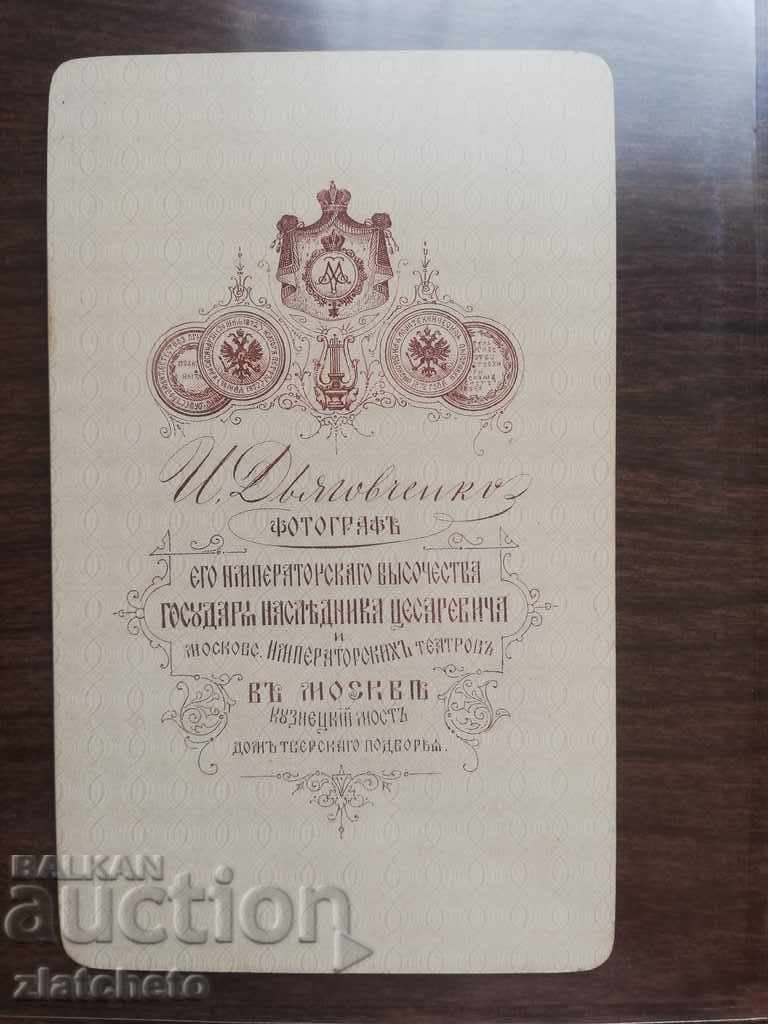 И. Дьяговченко
ФОТОГРАФЪ
ЕГО ИМПЕРАТОРСКАГО ВЫСОЧЕСТВА
ГОСУДАРЯ НАСЛѢДНИКА ЦЕСАРЕВИЧА
И
МОСКОВС. ИМПЕРАТОРСКИХЪ ТЕАТРОВЪ
ВЪ МОСКВѢ
КУЗНЕЦКІЙ МОСТЪ
ДОМЪ ТВЕРСКАГО ПОДВОРЬЯ.
BALKAN
auction
zlatcheto